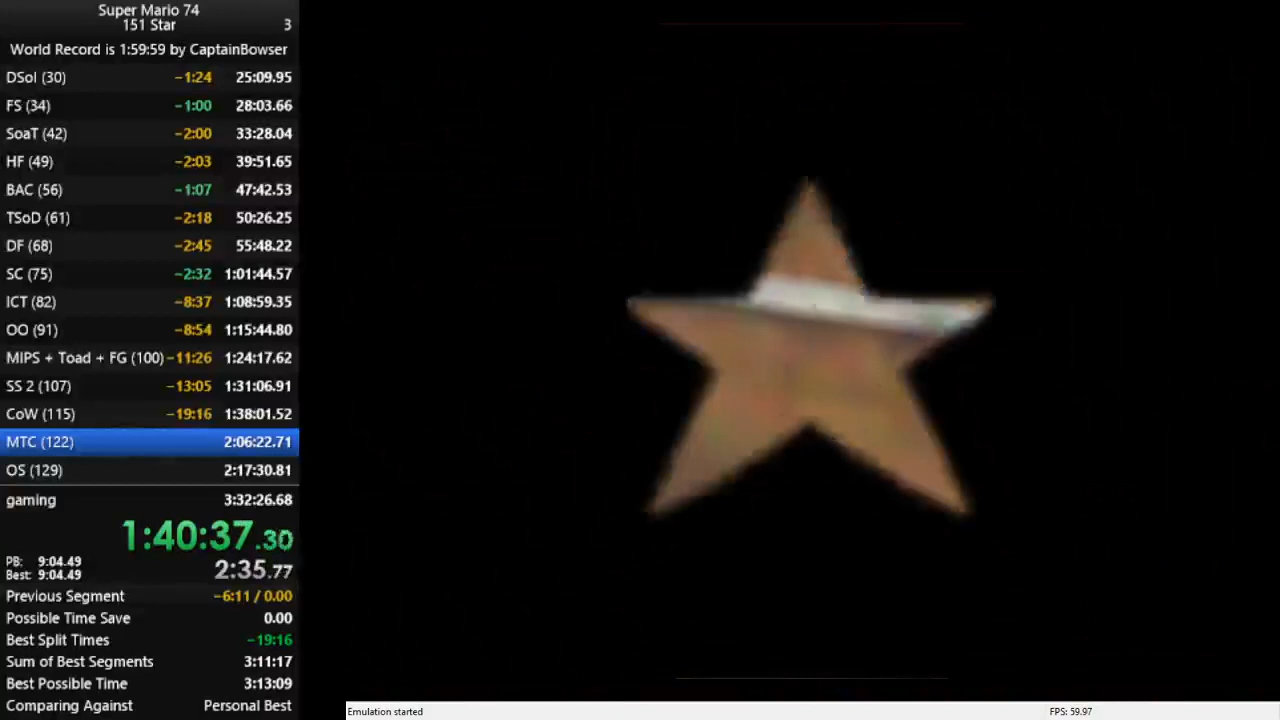 Super Mario 74
151 Star 3
World Record is 1:59:59 by CaptainBowser
DSol (30) −1:24 25:09.95
FS (34) −1:00 28:03.66
SoaT (42) −2:00 33:28.04
HF (49) −2:03 39:51.65
BAC (56) −1:07 47:42.53
TSoD (61) −2:18 50:26.25
DF (68) −2:45 55:48.22
SC (75) −2:32 1:01:44.57
ICT (82) −8:37 1:08:59.35
OO (91) −8:54 1:15:44.80
MIPS + Toad + FG (100) −11:26 1:24:17.62
SS 2 (107) −13:05 1:31:06.91
CoW (115) −19:16 1:38:01.52
MTC (122) 2:06:22.71
OS (129) 2:17:30.81
gaming 3:32:26.68
1:40:37.30
PB: 9:04.49
Best: 9:04.49 2:35.77
Previous Segment −6:11 / 0.00
Possible Time Save 0.00
Best Split Times −19:16
Sum of Best Segments 3:11:17
Best Possible Time 3:13:09
Comparing Against Personal Best
Emulation started FPS: 59.97